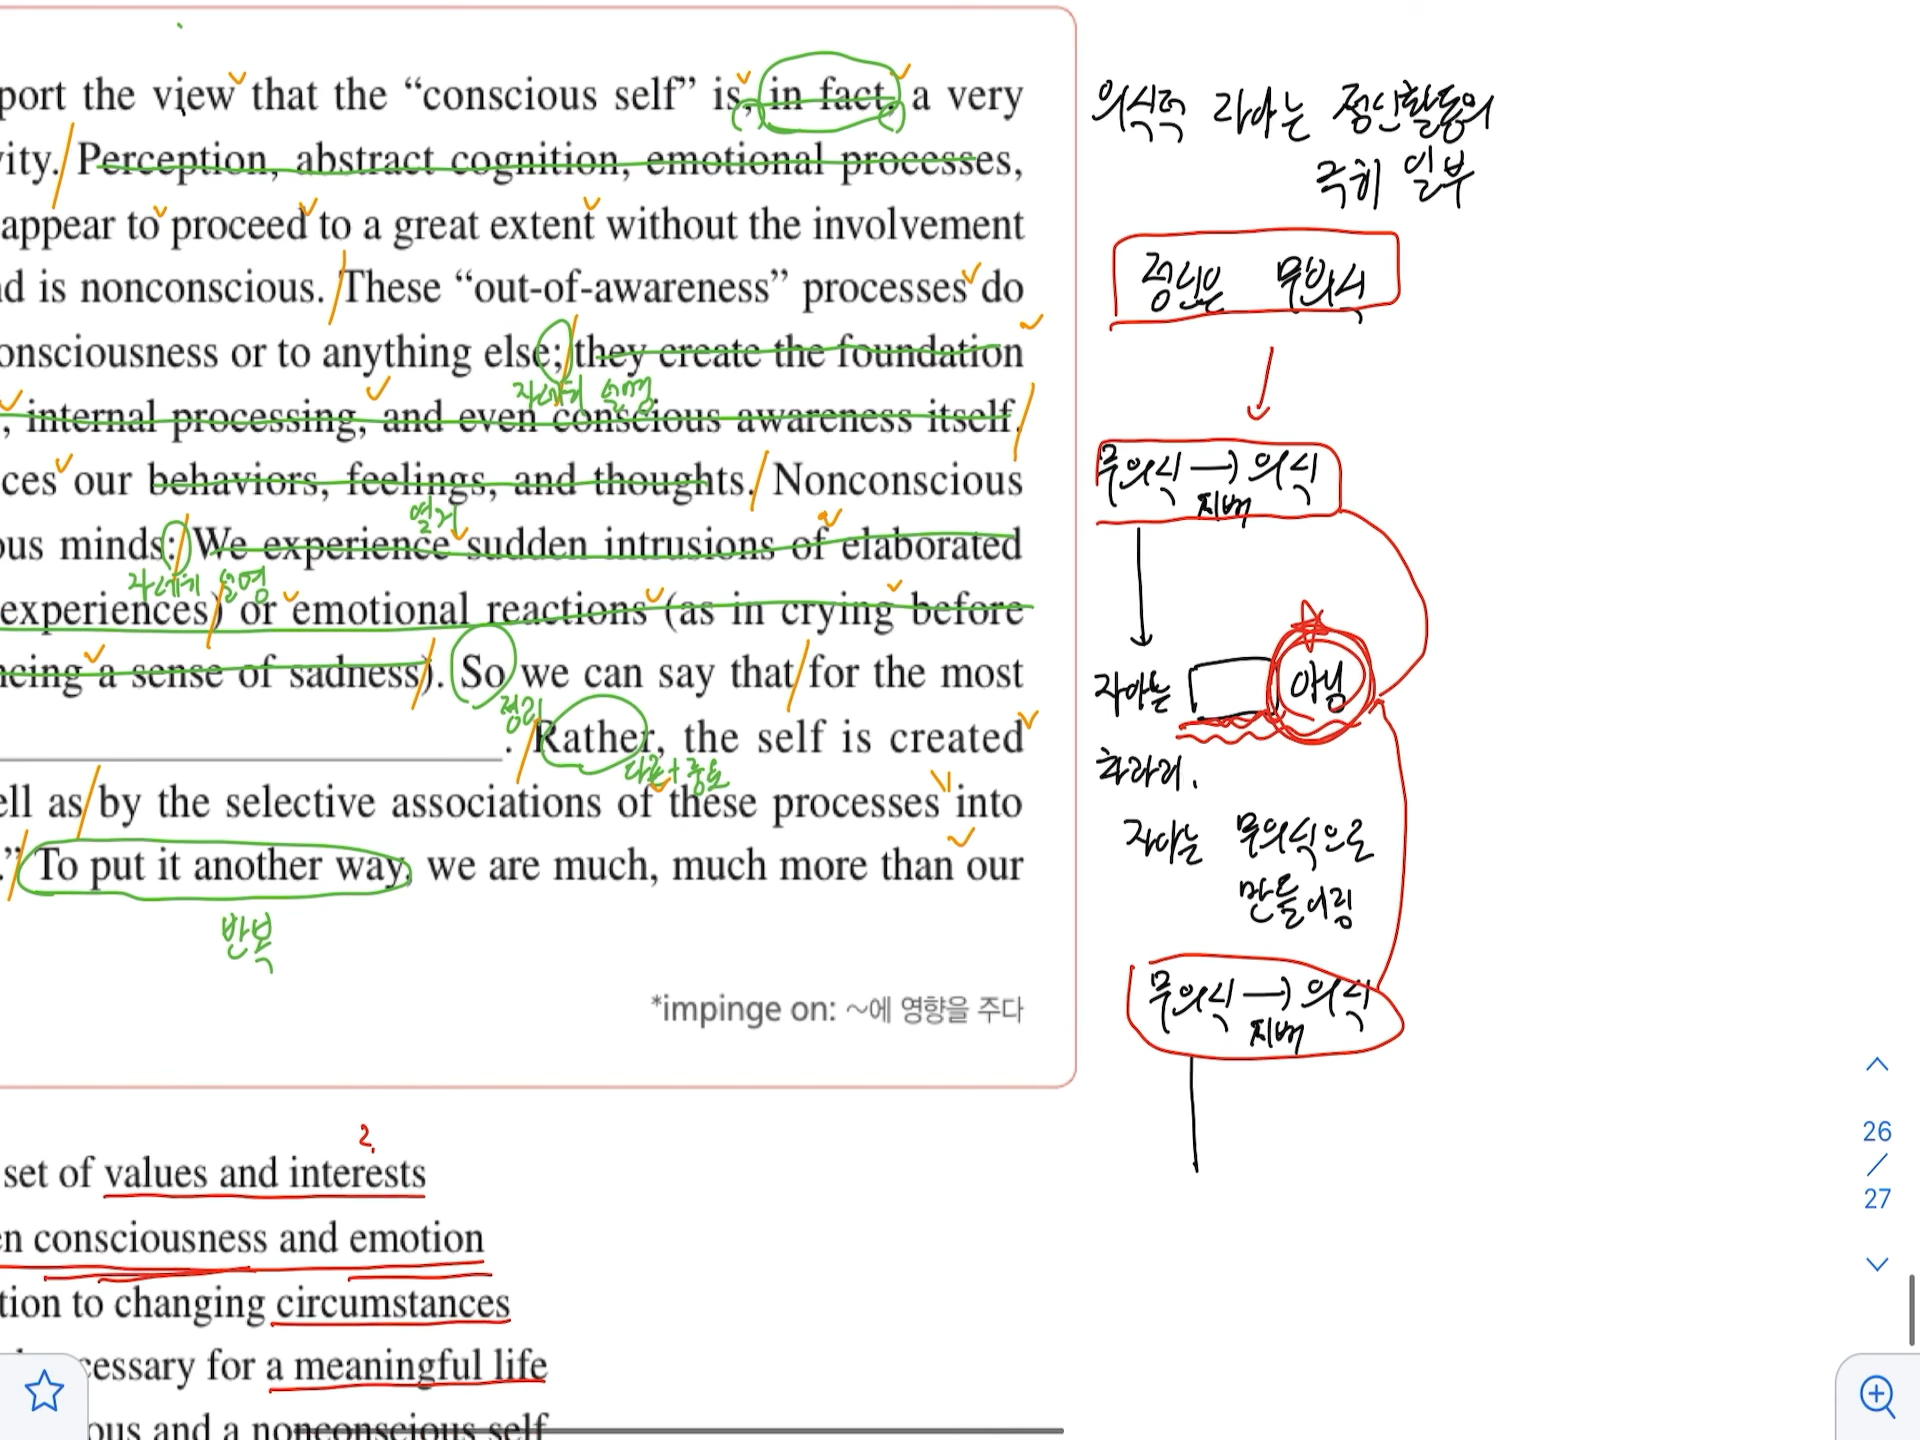 port the view that the “conscious self” is, in fact, a very
ity. Perception, abstract cognition, emotional processes,
appear to proceed to a great extent without the involvement
d is nonconscious. These “out-of-awareness” processes do
onsciousness or to anything else; they create the foundation
자세히 설명
, internal processing, and even conscious awareness itself.
ces our behaviors, feelings, and thoughts. Nonconscious
열거
ous minds: We experience sudden intrusions of elaborated
자세히 설명
experiences) or emotional reactions (as in crying before
ncing a sense of sadness). So we can say that for the most
정리
. Rather, the self is created
다른+중요
ell as by the selective associations of these processes into
.” To put it another way, we are much, much more than our
반복
*impinge on: ~에 영향을 주다
2
set of values and interests
en consciousness and emotion
tion to changing circumstances
cessary for a meaningful life
ous and a nonconscious self
의식적 자아는 정신활동의
극히 일부
정신은 무의식
무의식 → 의식
지배
자아는 아님
차라리.
자아는 무의식으로
만들어짐
무의식 → 의식
지배
26
/
27